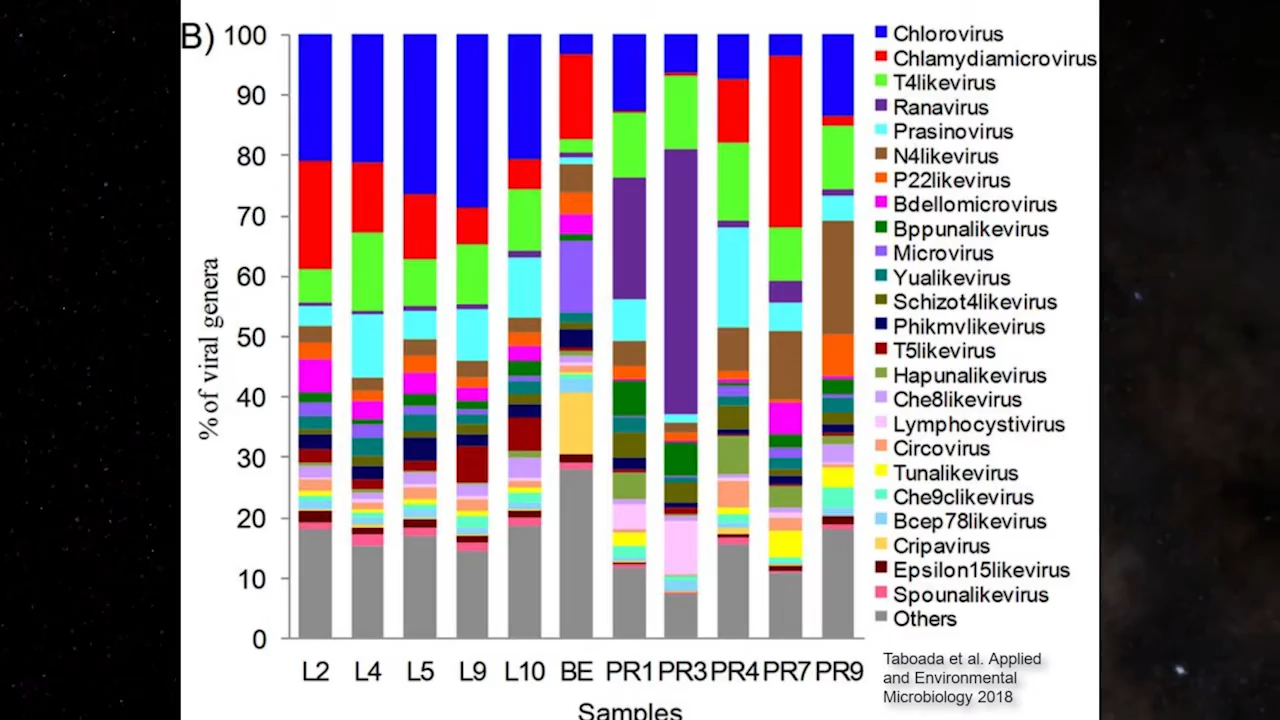 B)
100
90
80
70
60
50
40
30
20
10
0
% of viral genera
L2 L4 L5 L9 L10 BE PR1 PR3 PR4 PR7 PR9
Samples
Chlorovirus
Chlamydiamicrovirus
T4likevirus
Ranavirus
Prasinovirus
N4likevirus
P22likevirus
Bdellomicrovirus
Bppunalikevirus
Microvirus
Yualikevirus
Schizot4likevirus
Phikmvlikevirus
T5likevirus
Hapunalikevirus
Che8likevirus
Lymphocystivirus
Circovirus
Tunalikevirus
Che9clikevirus
Bcep78likevirus
Cripavirus
Epsilon15likevirus
Spounalikevirus
Others
Taboada et al. Applied
and Environmental
Microbiology 2018